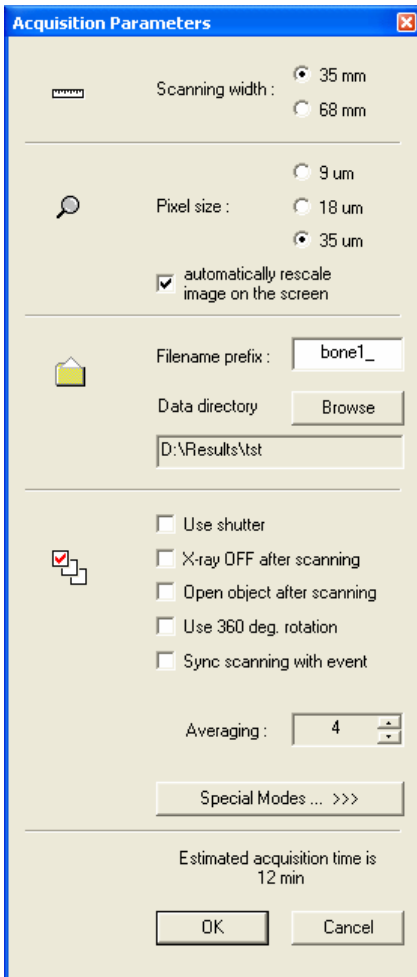 Acquisition Parameters
Scanning width :
35 mm
68 mm
Pixel size :
9 um
18 um
35 um
automatically rescale
image on the screen
Filename prefix :
bone1_
Data directory
Browse
D:\Results\tst
Use shutter
X-ray OFF after scanning
Open object after scanning
Use 360 deg. rotation
Sync scanning with event
Averaging :
4
Special Modes ... >>>
Estimated acquisition time is
12 min
OK
Cancel